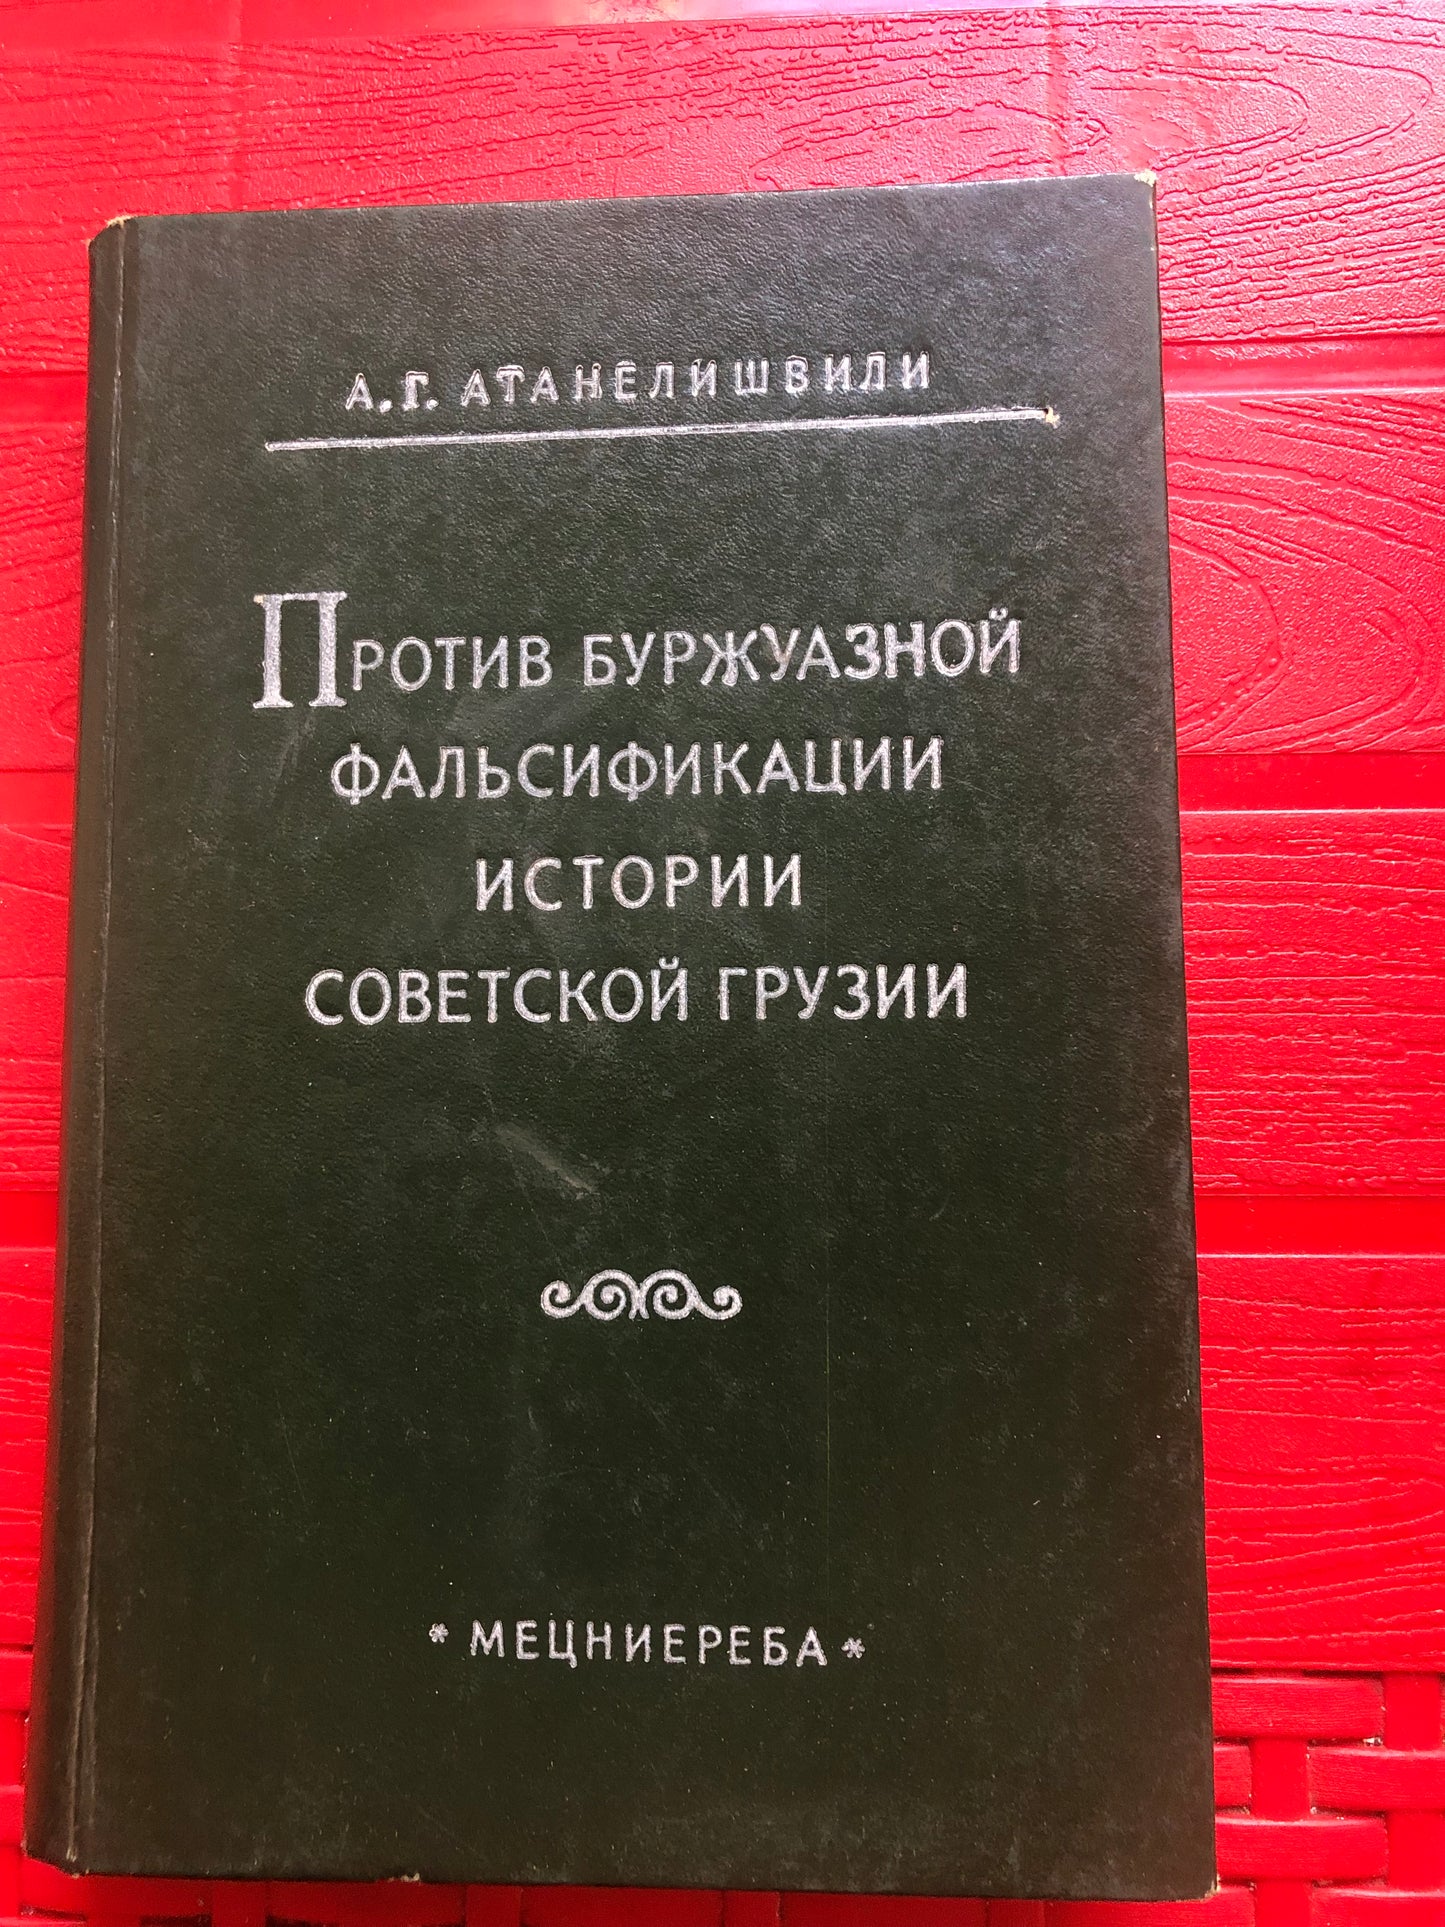 А.Г. АТАНЕЛИШВИЛИ
ПРОТИВ БУРЖУАЗНОЙ
ФАЛЬСИФИКАЦИИ
ИСТОРИИ
СОВЕТСКОЙ ГРУЗИИ
* МЕЦНИЕРЕБА *